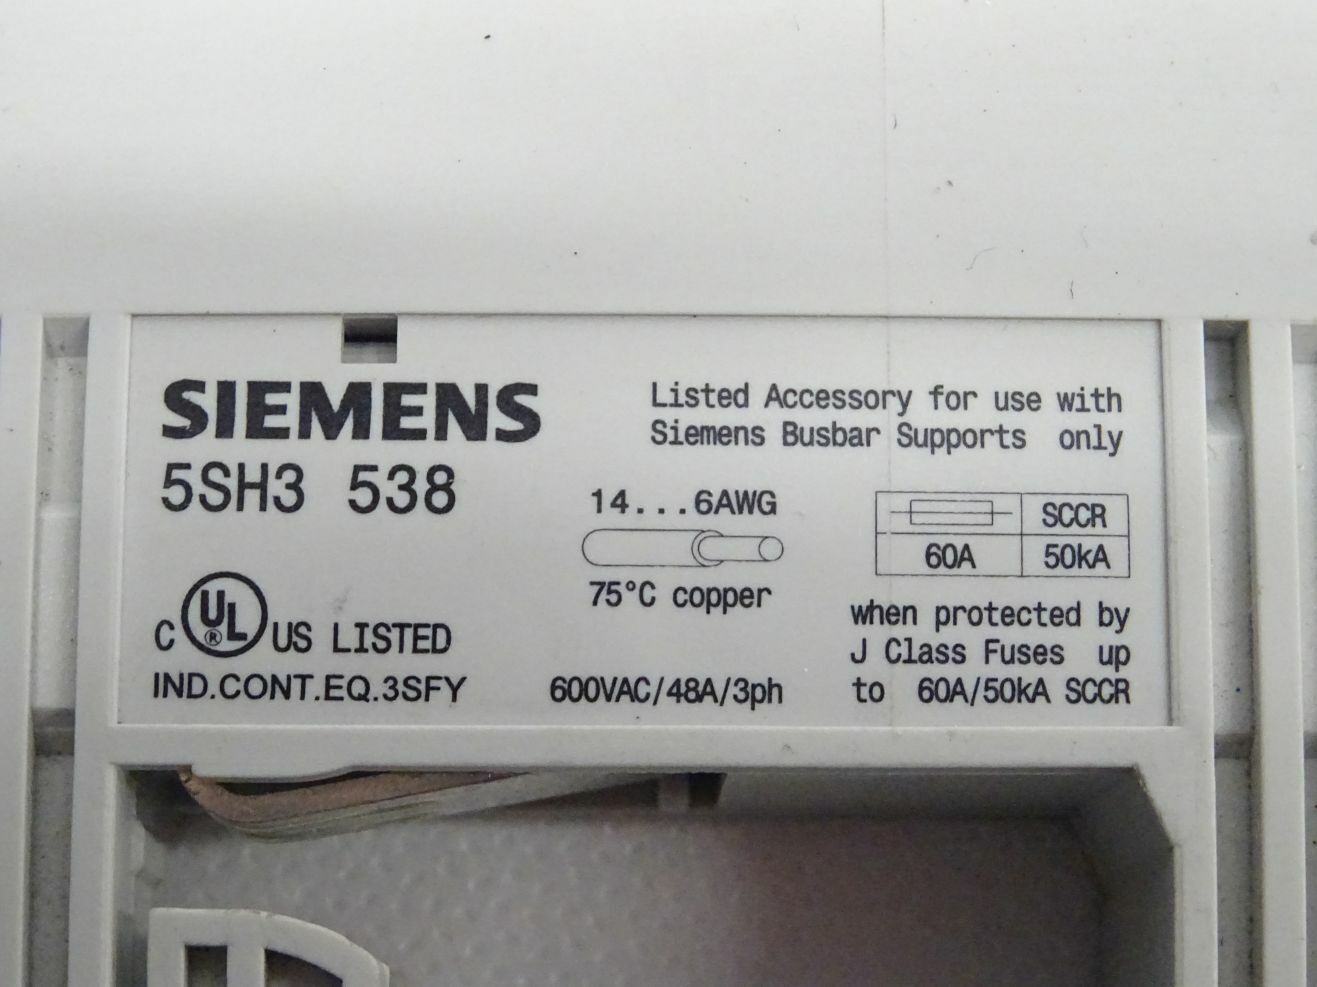 SIEMENS
5SH3 538
Listed Accessory for use with
Siemens Busbar Supports only
14...6AWG
75°C copper
SCCR
60A 50kA
C UL® US LISTED
IND.CONT.EQ.3SFY
600VAC/48A/3ph
when protected by
J Class Fuses up
to 60A/50kA SCCR